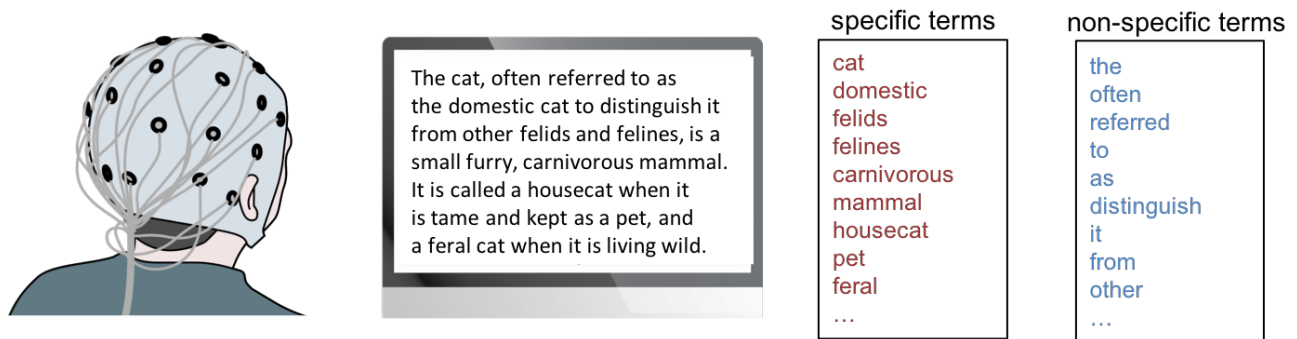 The cat, often referred to as
the domestic cat to distinguish it
from other felids and felines, is a
small furry, carnivorous mammal.
It is called a housecat when it
is tame and kept as a pet, and
a feral cat when it is living wild.
specific terms
cat
domestic
felids
felines
carnivorous
mammal
housecat
pet
feral
…
non-specific terms
the
often
referred
to
as
distinguish
it
from
other
…